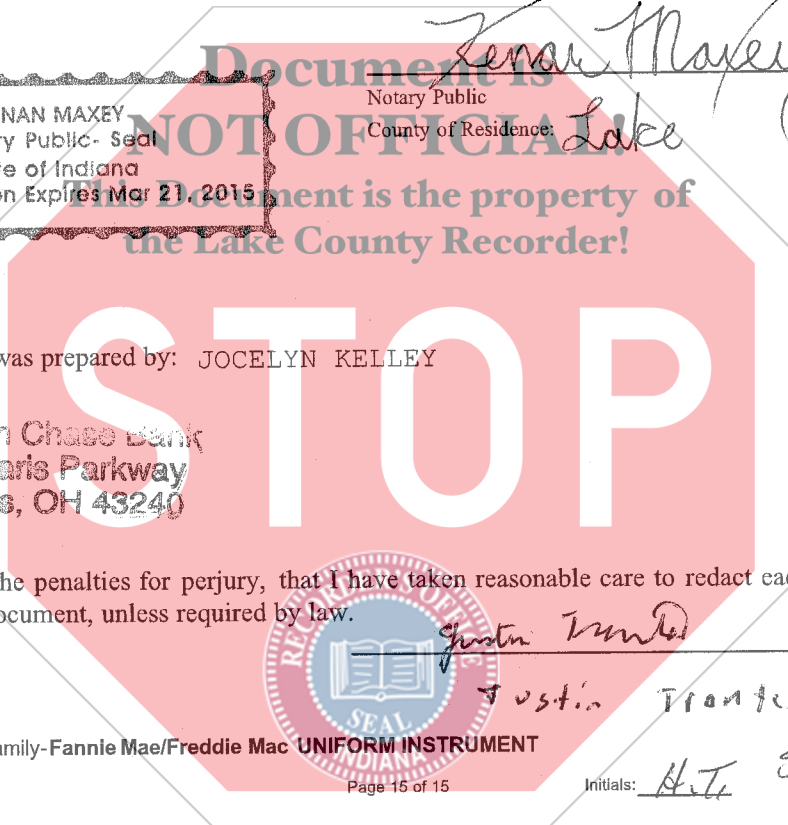 Kenan Maxey
Document is
Notary Public
NOT OFFICIAL!
County of Residence: Lake
NAN MAXEY
ry Public- Seal
te of Indiana
on Expires Mar 21, 2015
This Document is the property of
the Lake County Recorder!
STOP
was prepared by: JOCELYN KELLEY
n Chase Bank
aris Parkway
s, OH 43240
he penalties for perjury, that I have taken reasonable care to redact eac
ocument, unless required by law.
Justin
RECORDER'S OFFICE
SEAL
INDIANA
amily-Fannie Mae/Freddie Mac UNIFORM INSTRUMENT
Page 15 of 15
Initials: H.T.